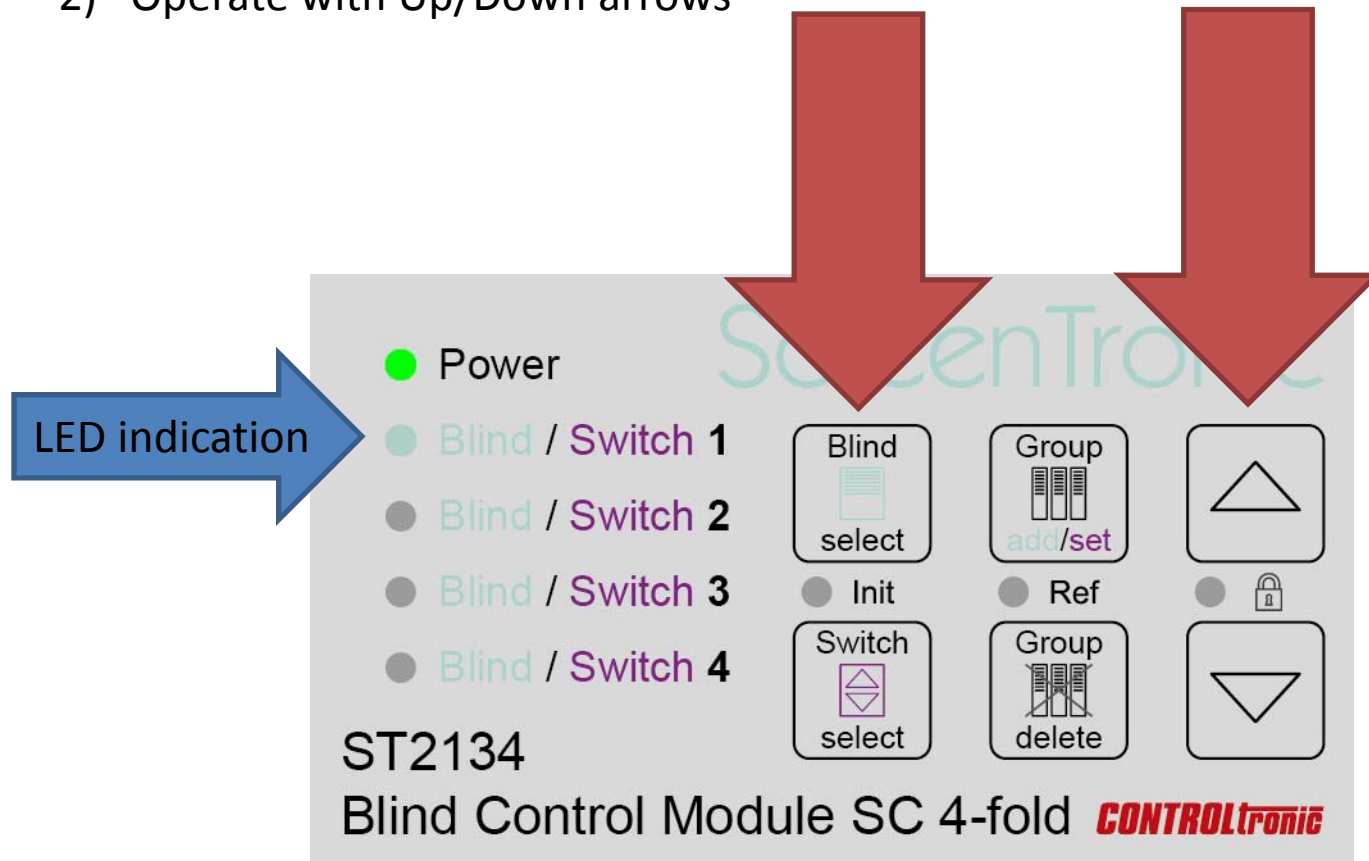 2) Operate with Up/Down arrows
Power
LED indication
Blind / Switch 1
Blind / Switch 2
Blind / Switch 3
Blind / Switch 4
Blind
select
Group
add/set
Init
Ref
Switch
select
Group
delete
ST2134
Blind Control Module SC 4-fold CONTROLtronic